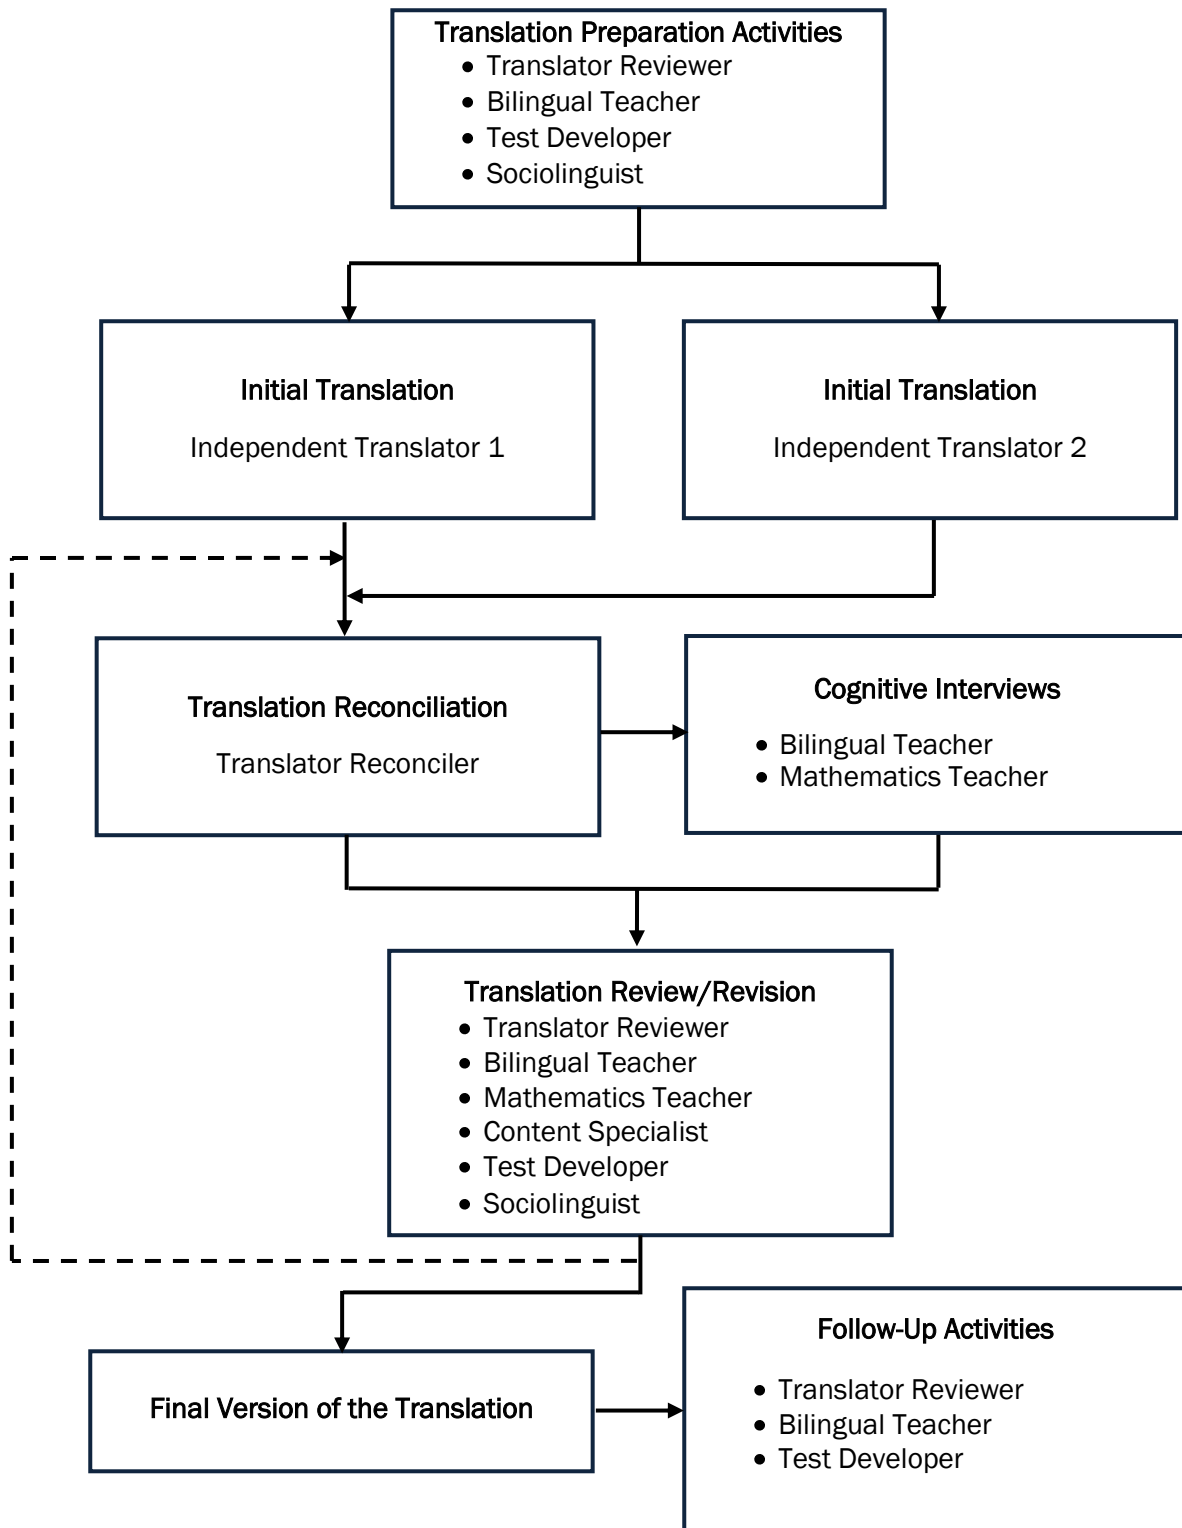 Translation Preparation Activities
• Translator Reviewer
• Bilingual Teacher
• Test Developer
• Sociolinguist
Initial Translation
Independent Translator 1
Initial Translation
Independent Translator 2
Translation Reconciliation
Translator Reconciler
Cognitive Interviews
• Bilingual Teacher
• Mathematics Teacher
Translation Review/Revision
• Translator Reviewer
• Bilingual Teacher
• Mathematics Teacher
• Content Specialist
• Test Developer
• Sociolinguist
Final Version of the Translation
Follow-Up Activities
• Translator Reviewer
• Bilingual Teacher
• Test Developer